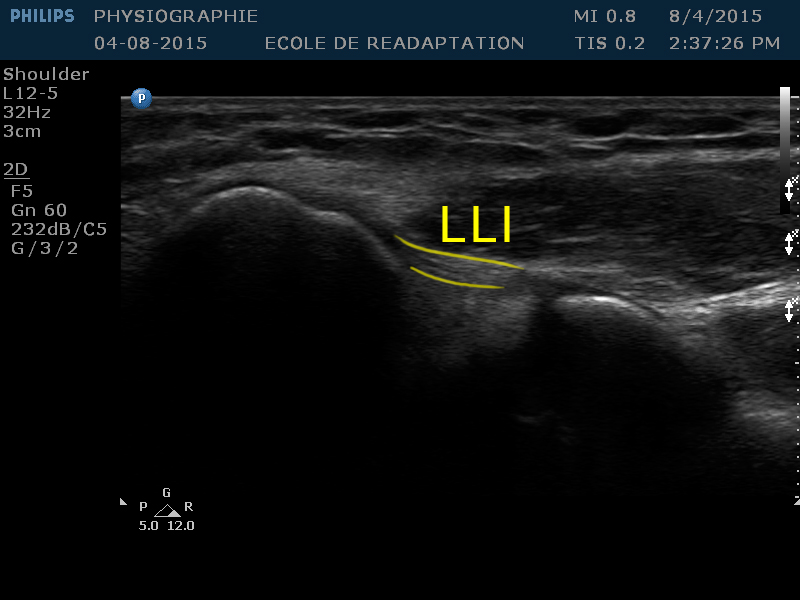 PHILIPS PHYSIOGRAPHIE MI 0.8 8/4/2015
04-08-2015 ECOLE DE READAPTATION TIS 0.2 2:37:26 PM
Shoulder
L12-5
32Hz
3cm
2D
F5
Gn 60
232dB/C5
G/3/2
P
LLI
G
P R
5.0 12.0